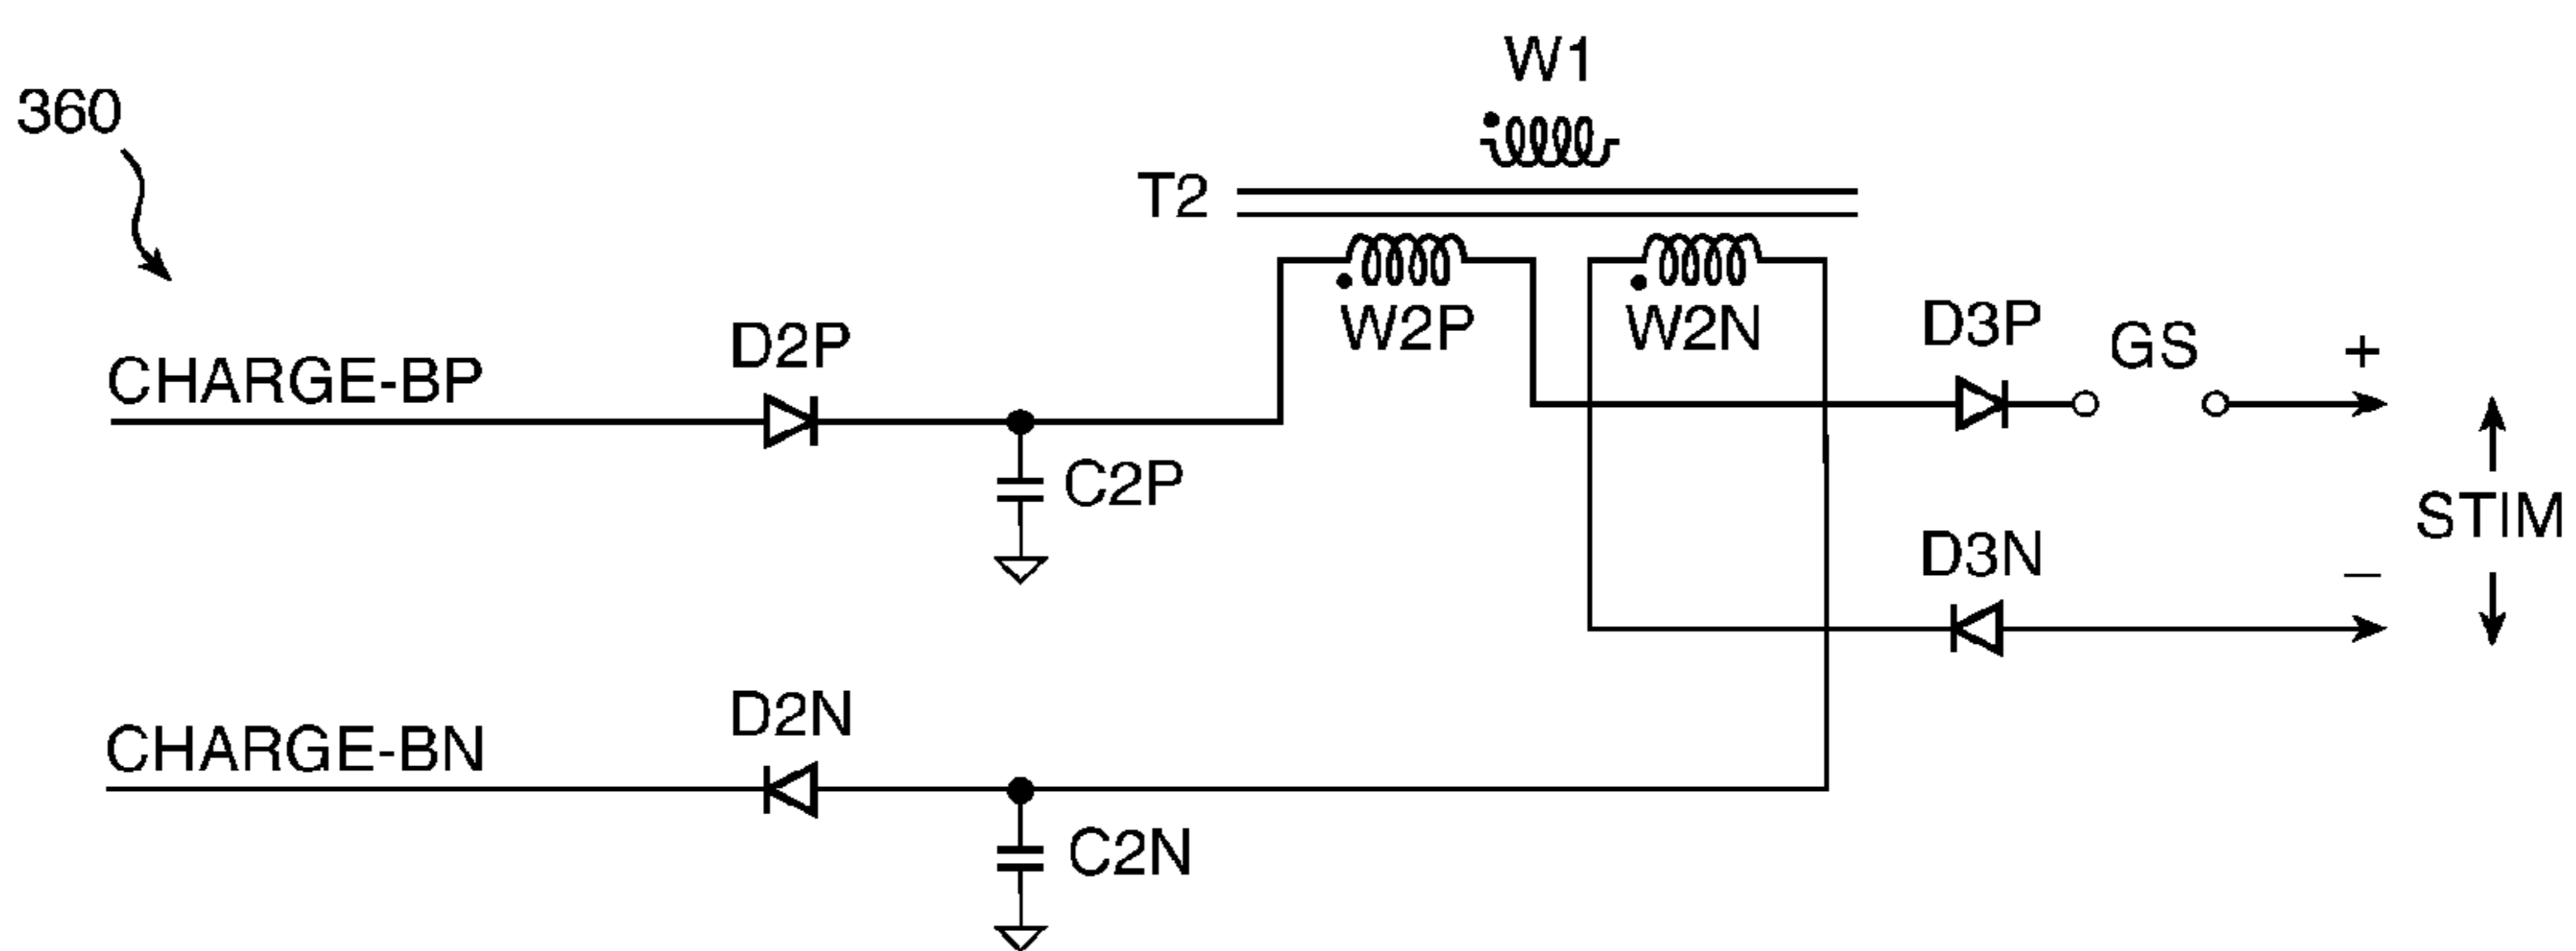 W1
360
T2
W2P
W2N
D3P
GS
+
D2P
CHARGE-BP
C2P
STIM
D3N
–
D2N
CHARGE-BN
C2N